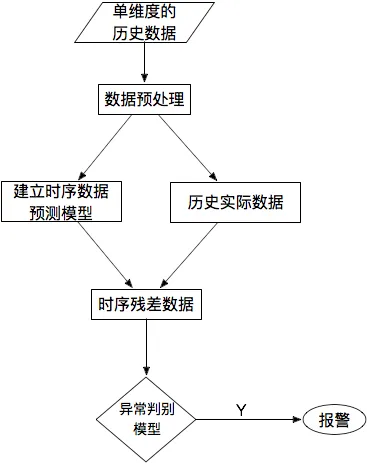 单维度的
历史数据
数据预处理
建立时序数据
预测模型
历史实际数据
时序残差数据
异常判别
模型
Y
报警